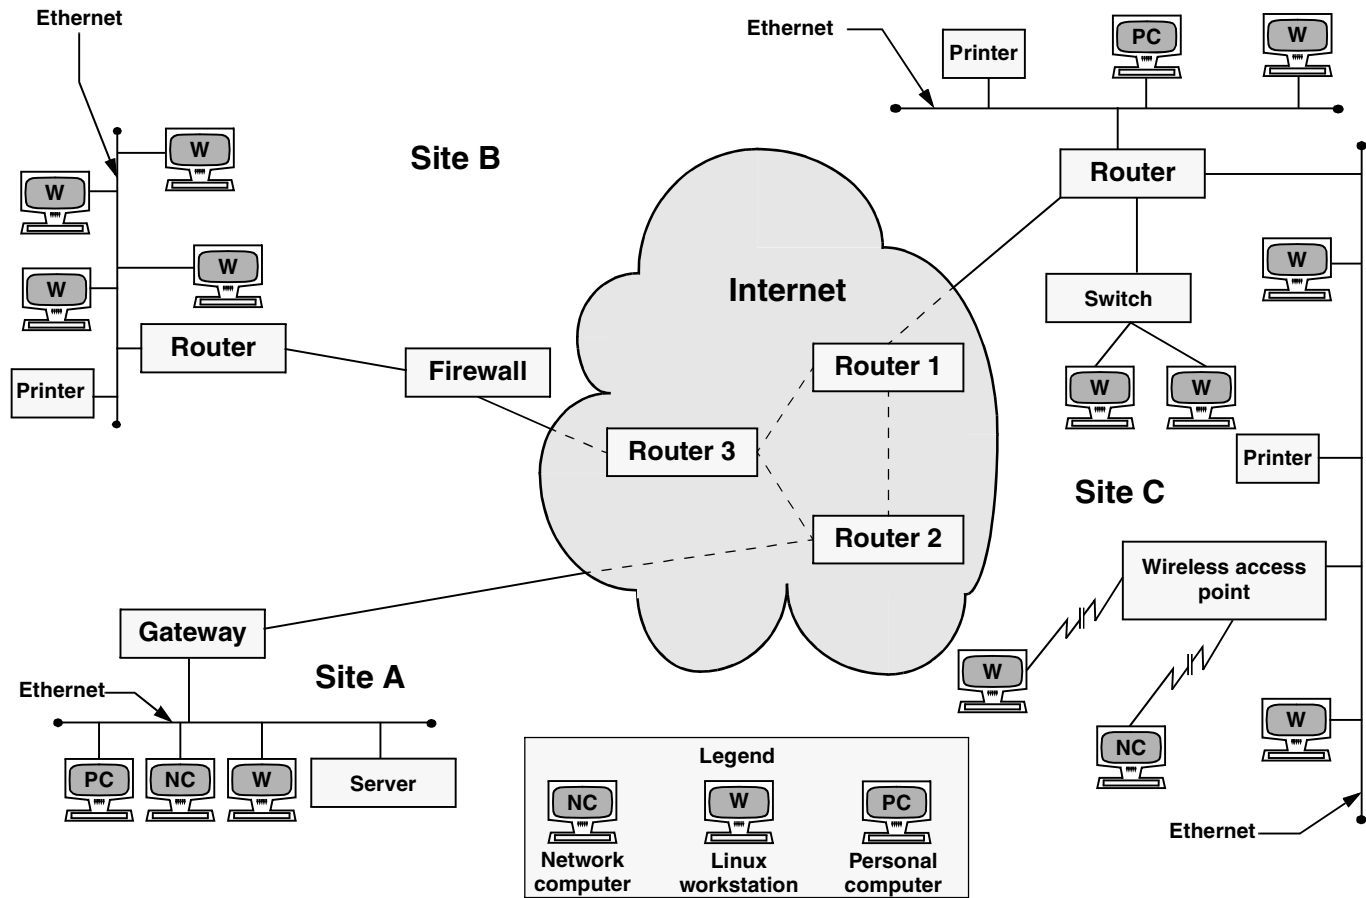 Ethernet
Ethernet
Printer
PC
W
W
W
W
W
Site B
Router
W
Internet
Switch
Router
Firewall
Router 1
W
W
Printer
Router 3
Printer
Site C
Router 2
Wireless access
point
Gateway
Site A
Ethernet
W
W
NC
PC
NC
W
Server
Legend
NC
W
PC
Network
computer
Linux
workstation
Personal
computer
Ethernet